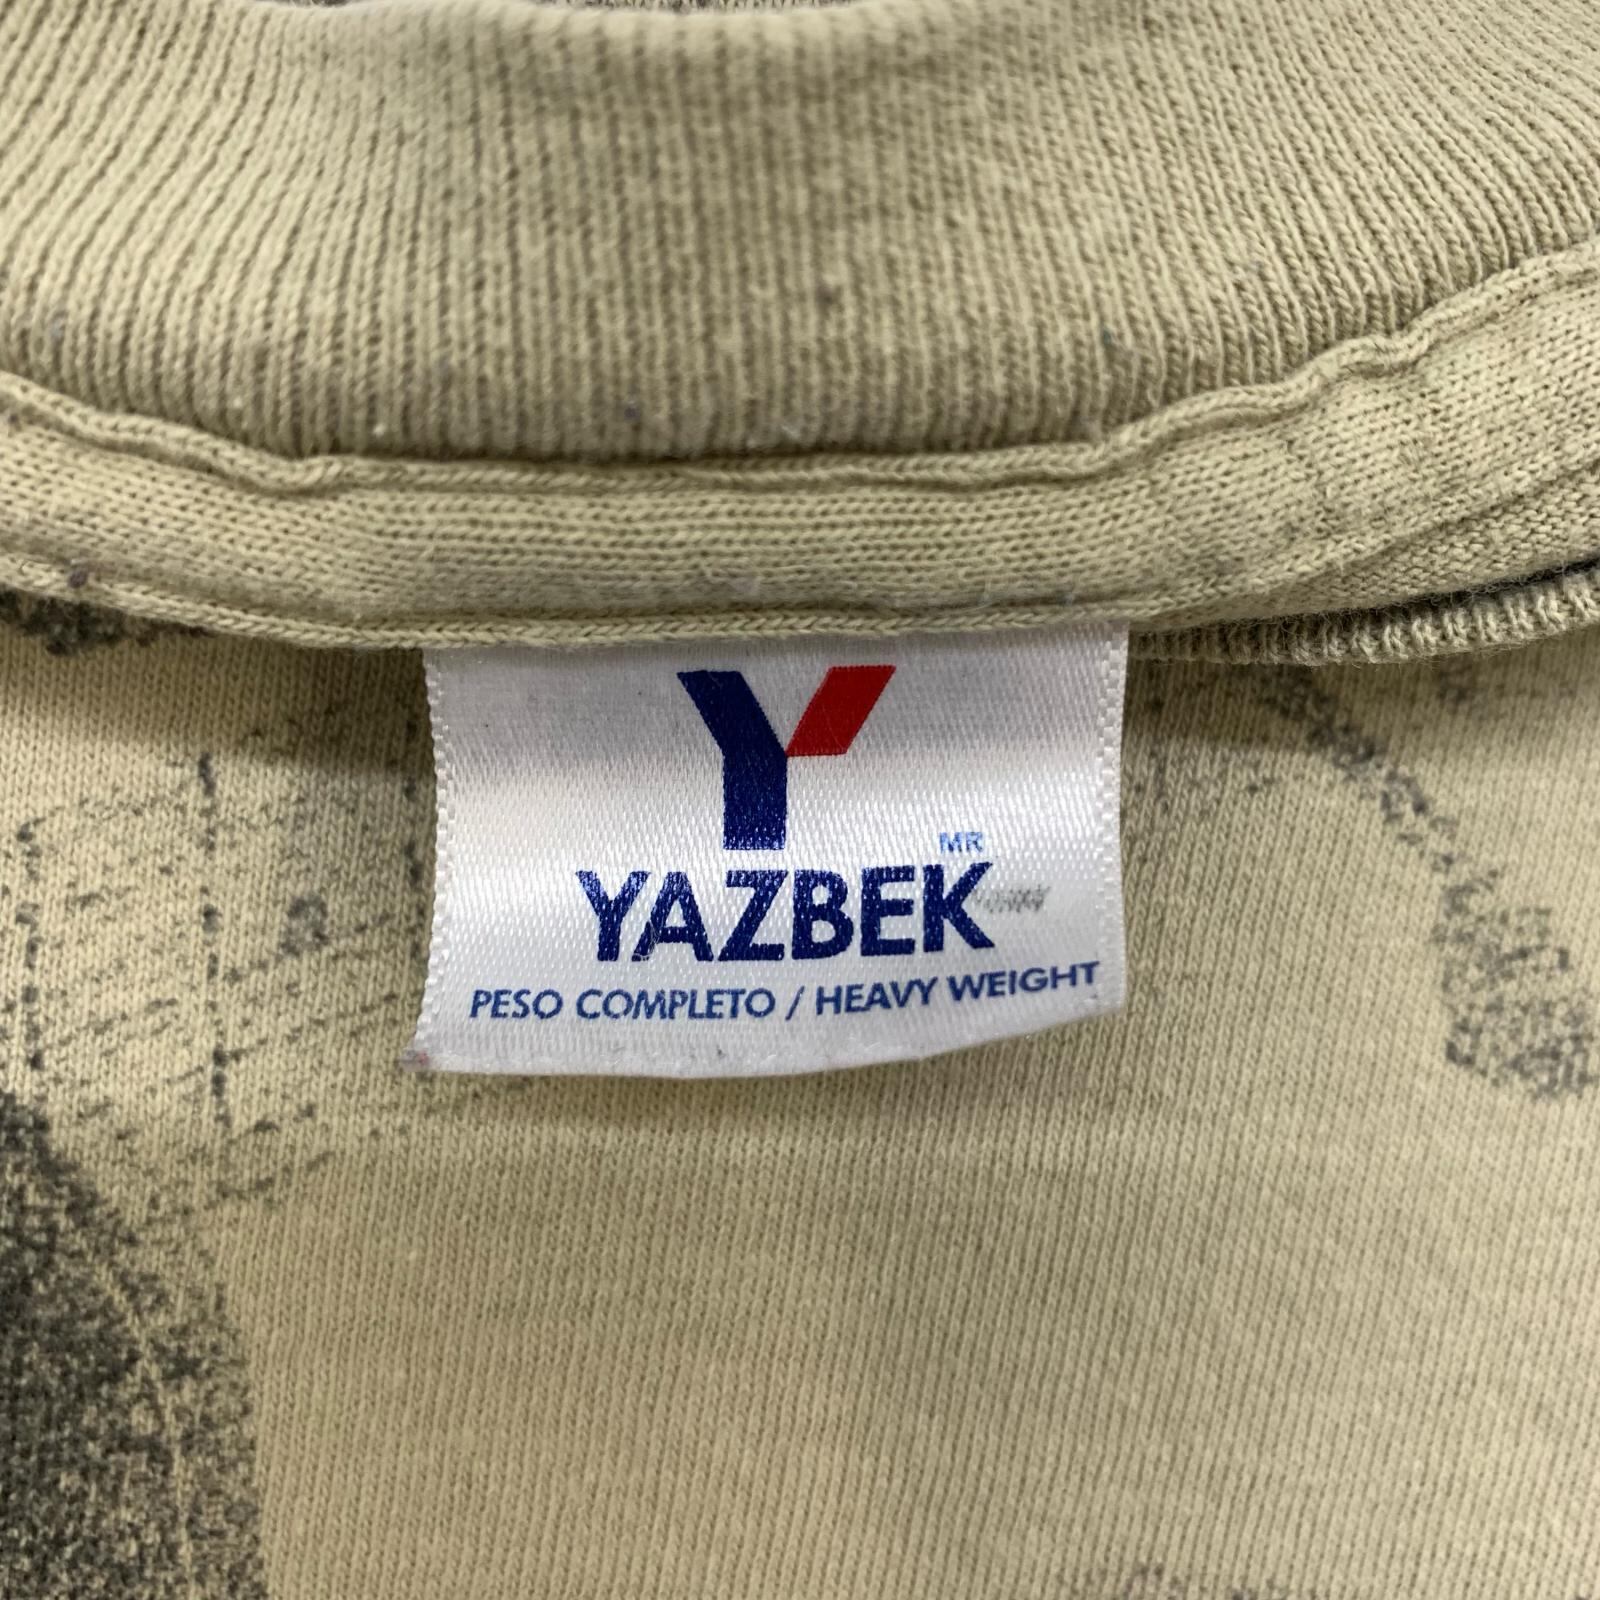 Y
MR
YAZBEK
PESO COMPLETO / HEAVY WEIGHT